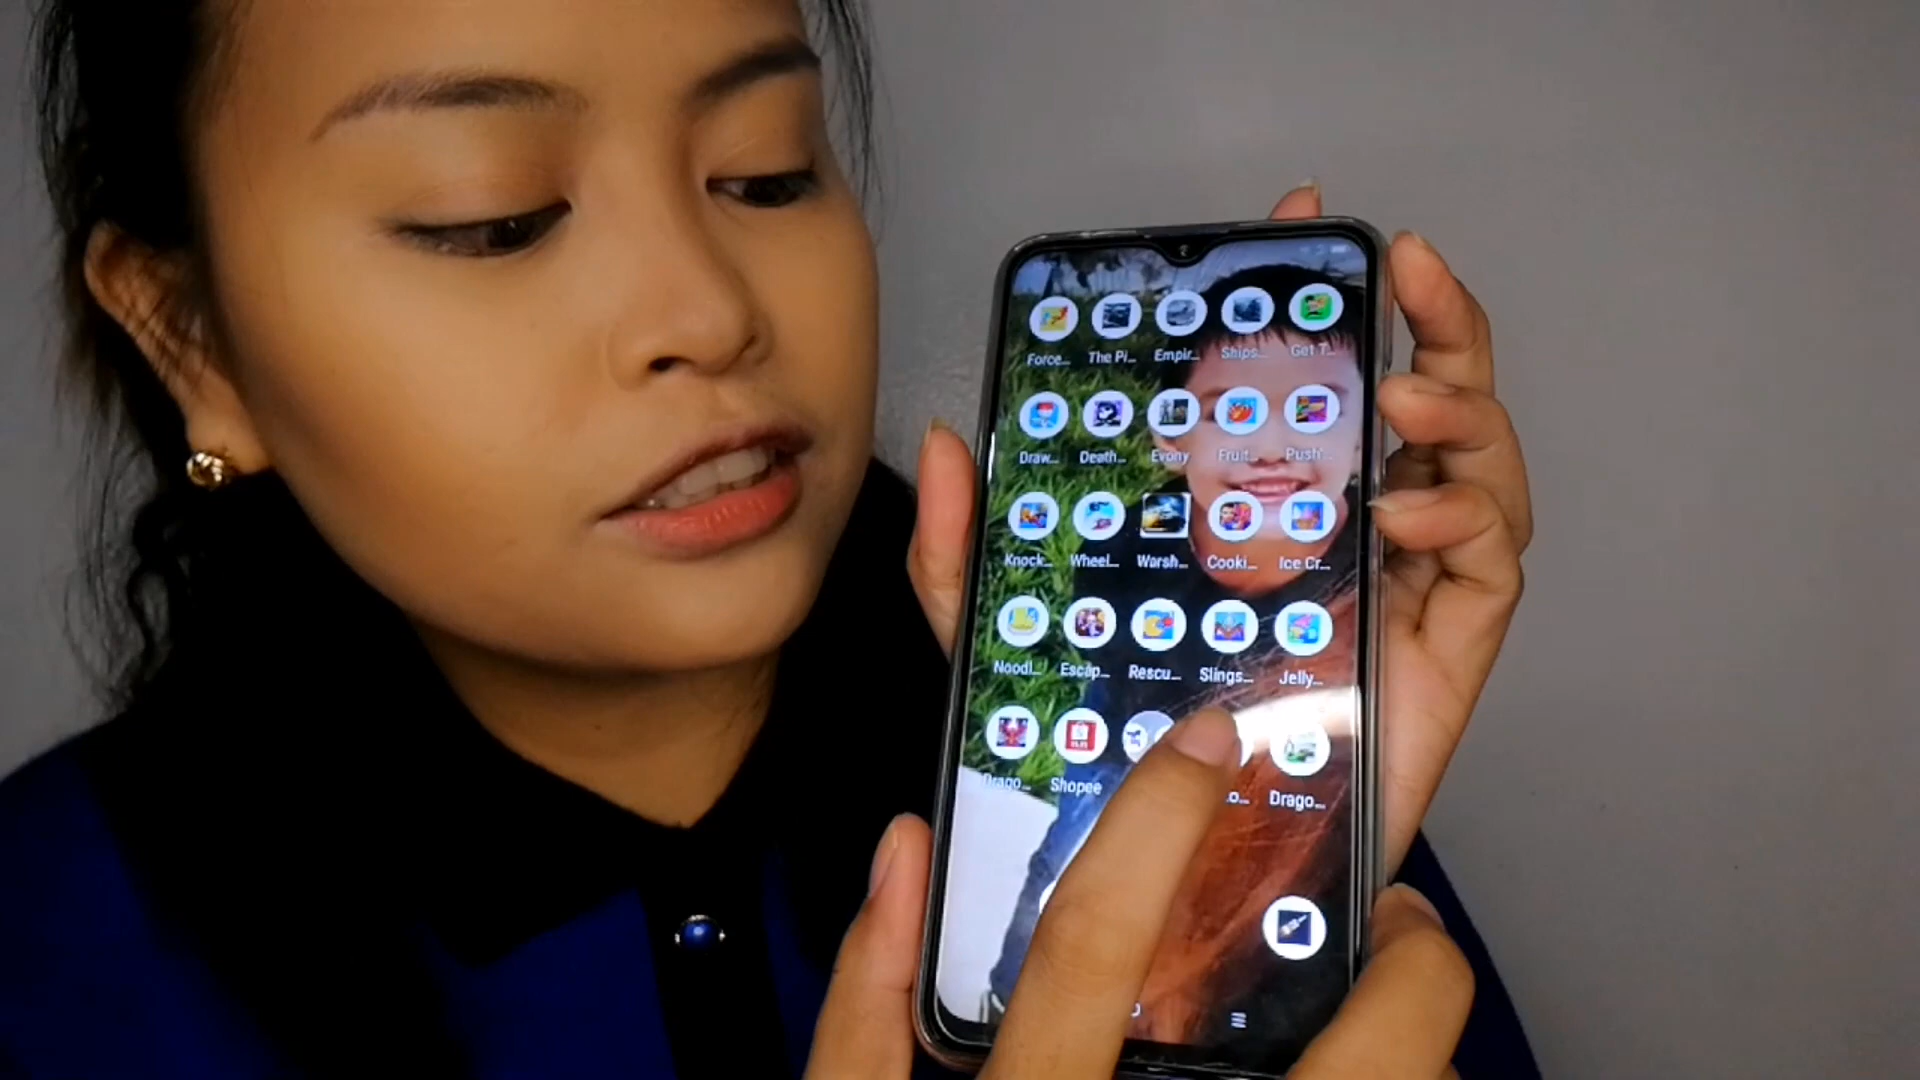 Force... The Pi... Empir... Ships... Get T...
Draw... Death... Evony Fruit... Push'...
Knock... Wheel... Warsh... Cooki... Ice Cr...
Noodl... Escap... Rescu... Slings... Jelly...
Drago... Shopee Drago...